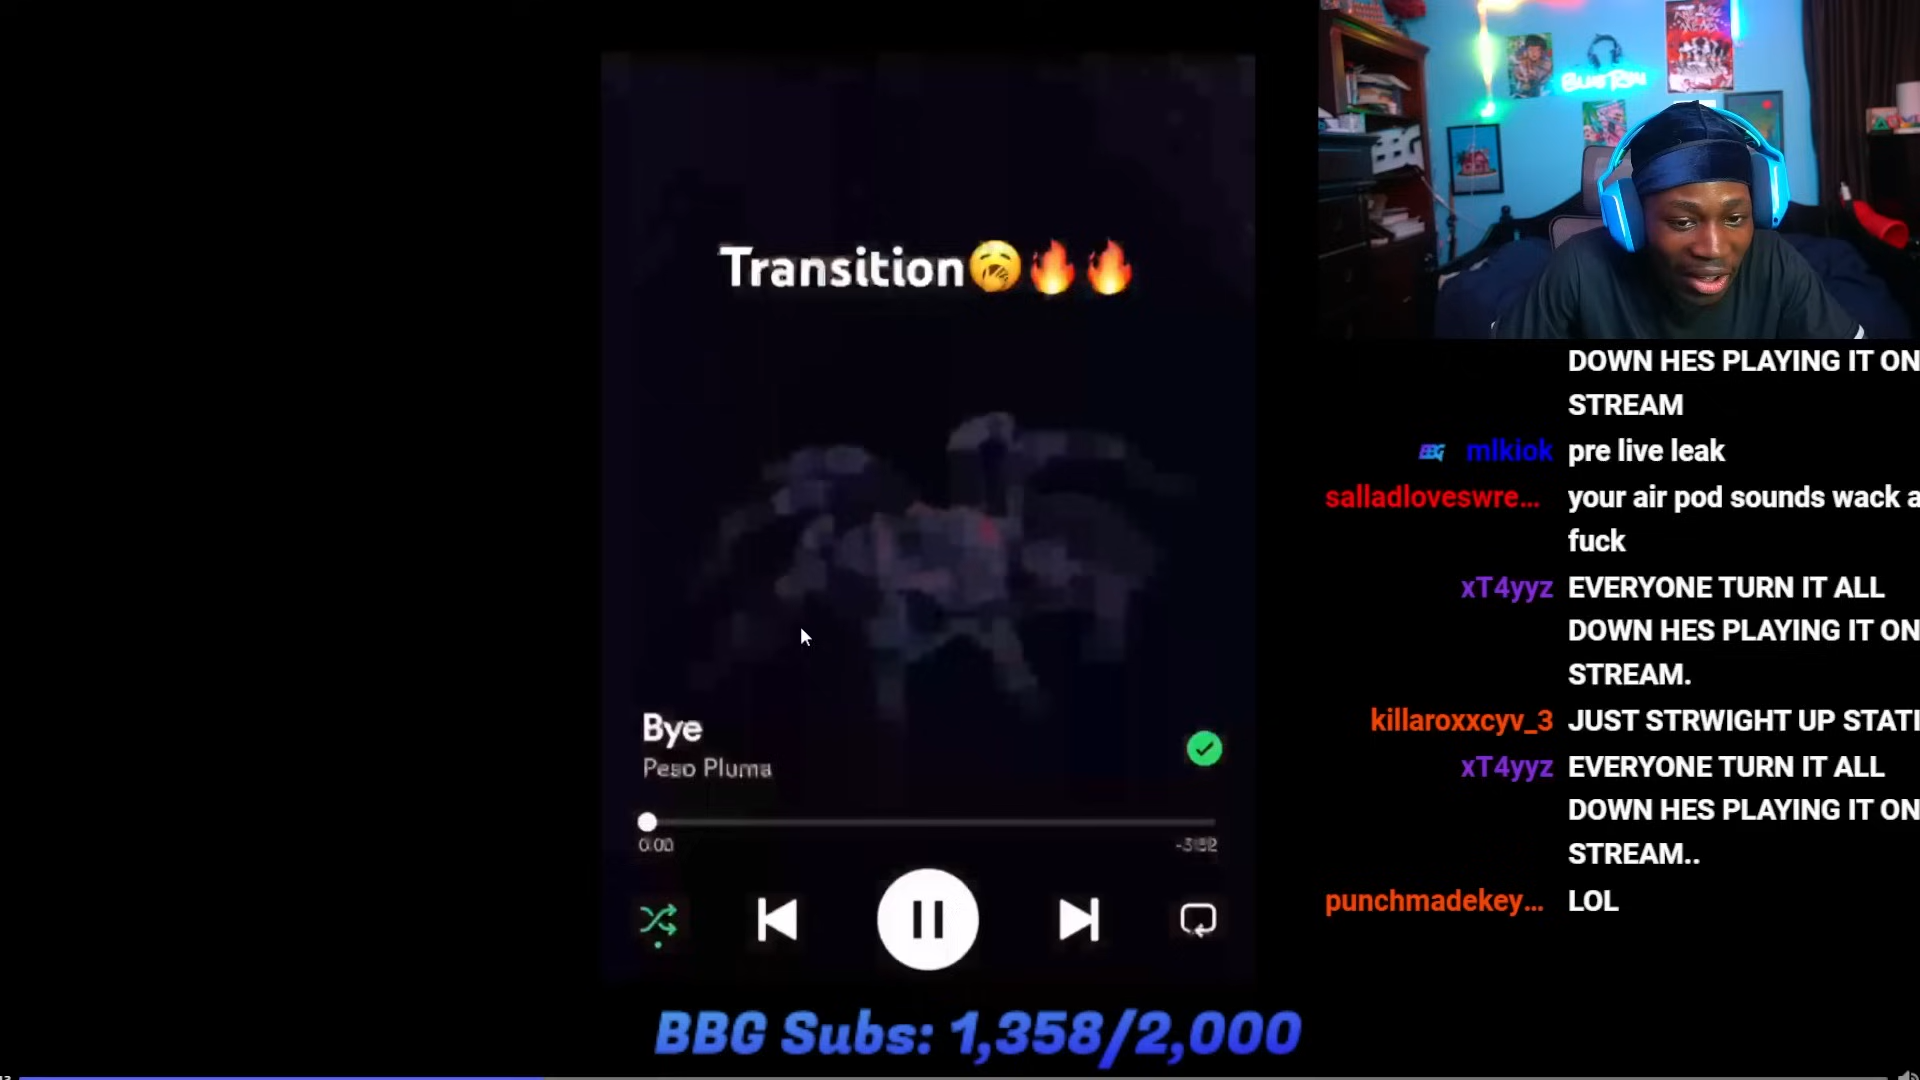 Transition🥱🔥🔥
Bye
Peso Pluma
0:00
BBG Subs: 1,358/2,000
BBG
DOWN HES PLAYING IT ON
STREAM
BBG mlkiok pre live leak
salladloveswre... your air pod sounds wack a
fuck
xT4yyz EVERYONE TURN IT ALL
DOWN HES PLAYING IT ON
STREAM.
killaroxxcyv_3 JUST STRWIGHT UP STATI
xT4yyz EVERYONE TURN IT ALL
DOWN HES PLAYING IT ON
STREAM..
punchmadekey... LOL